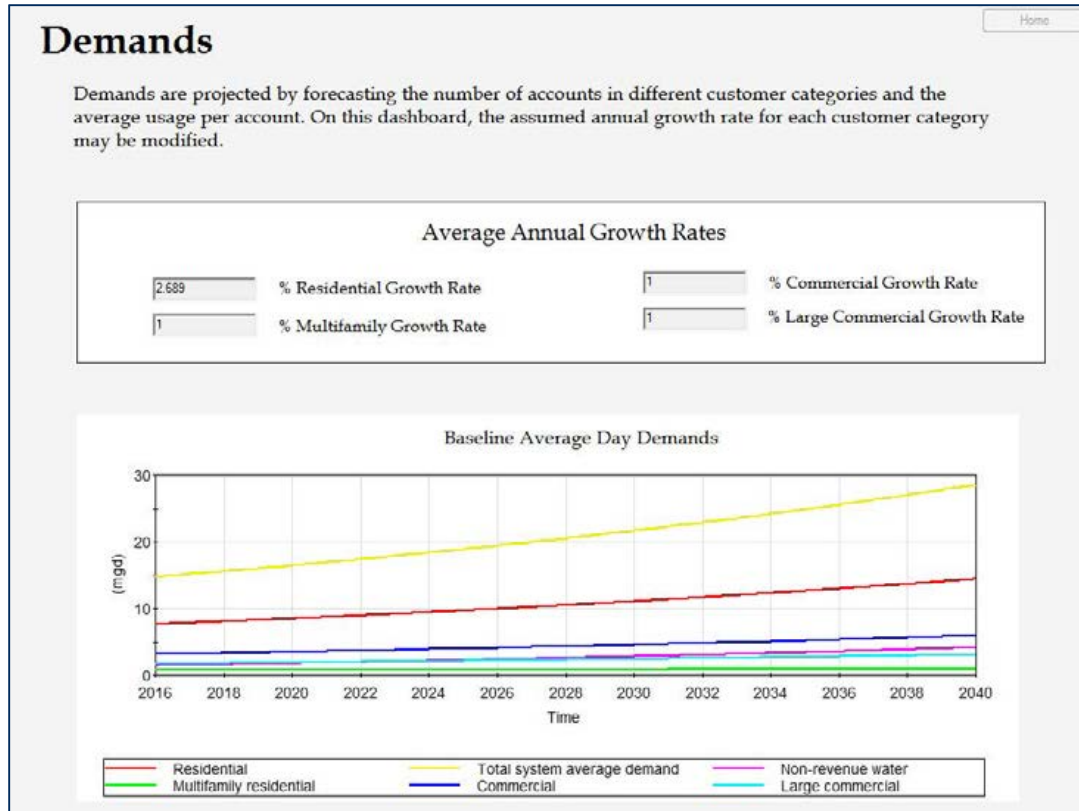 Home
Demands
Demands are projected by forecasting the number of accounts in different customer categories and the
average usage per account. On this dashboard, the assumed annual growth rate for each customer category
may be modified.
Average Annual Growth Rates
2.689 % Residential Growth Rate
1 % Commercial Growth Rate
1 % Multifamily Growth Rate
1 % Large Commercial Growth Rate
Baseline Average Day Demands
30
20
10
0
(mgd)
2016 2018 2020 2022 2024 2026 2028 2030 2032 2034 2036 2038 2040
Time
Residential Total system average demand Non-revenue water
Multifamily residential Commercial Large commercial